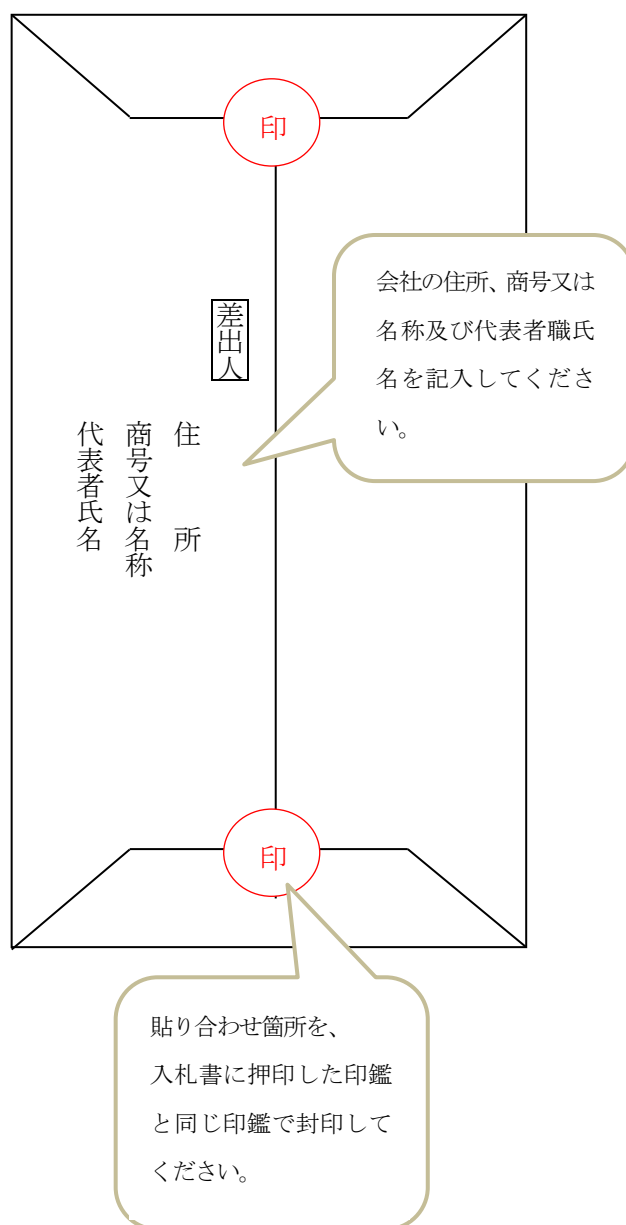 印
会社の住所、商号又は
名称及び代表者職氏
名を記入してくださ
い。
差出人
住　　所
商号又は名称
代表者氏名
印
貼り合わせ箇所を、
入札書に押印した印鑑
と同じ印鑑で封印して
ください。